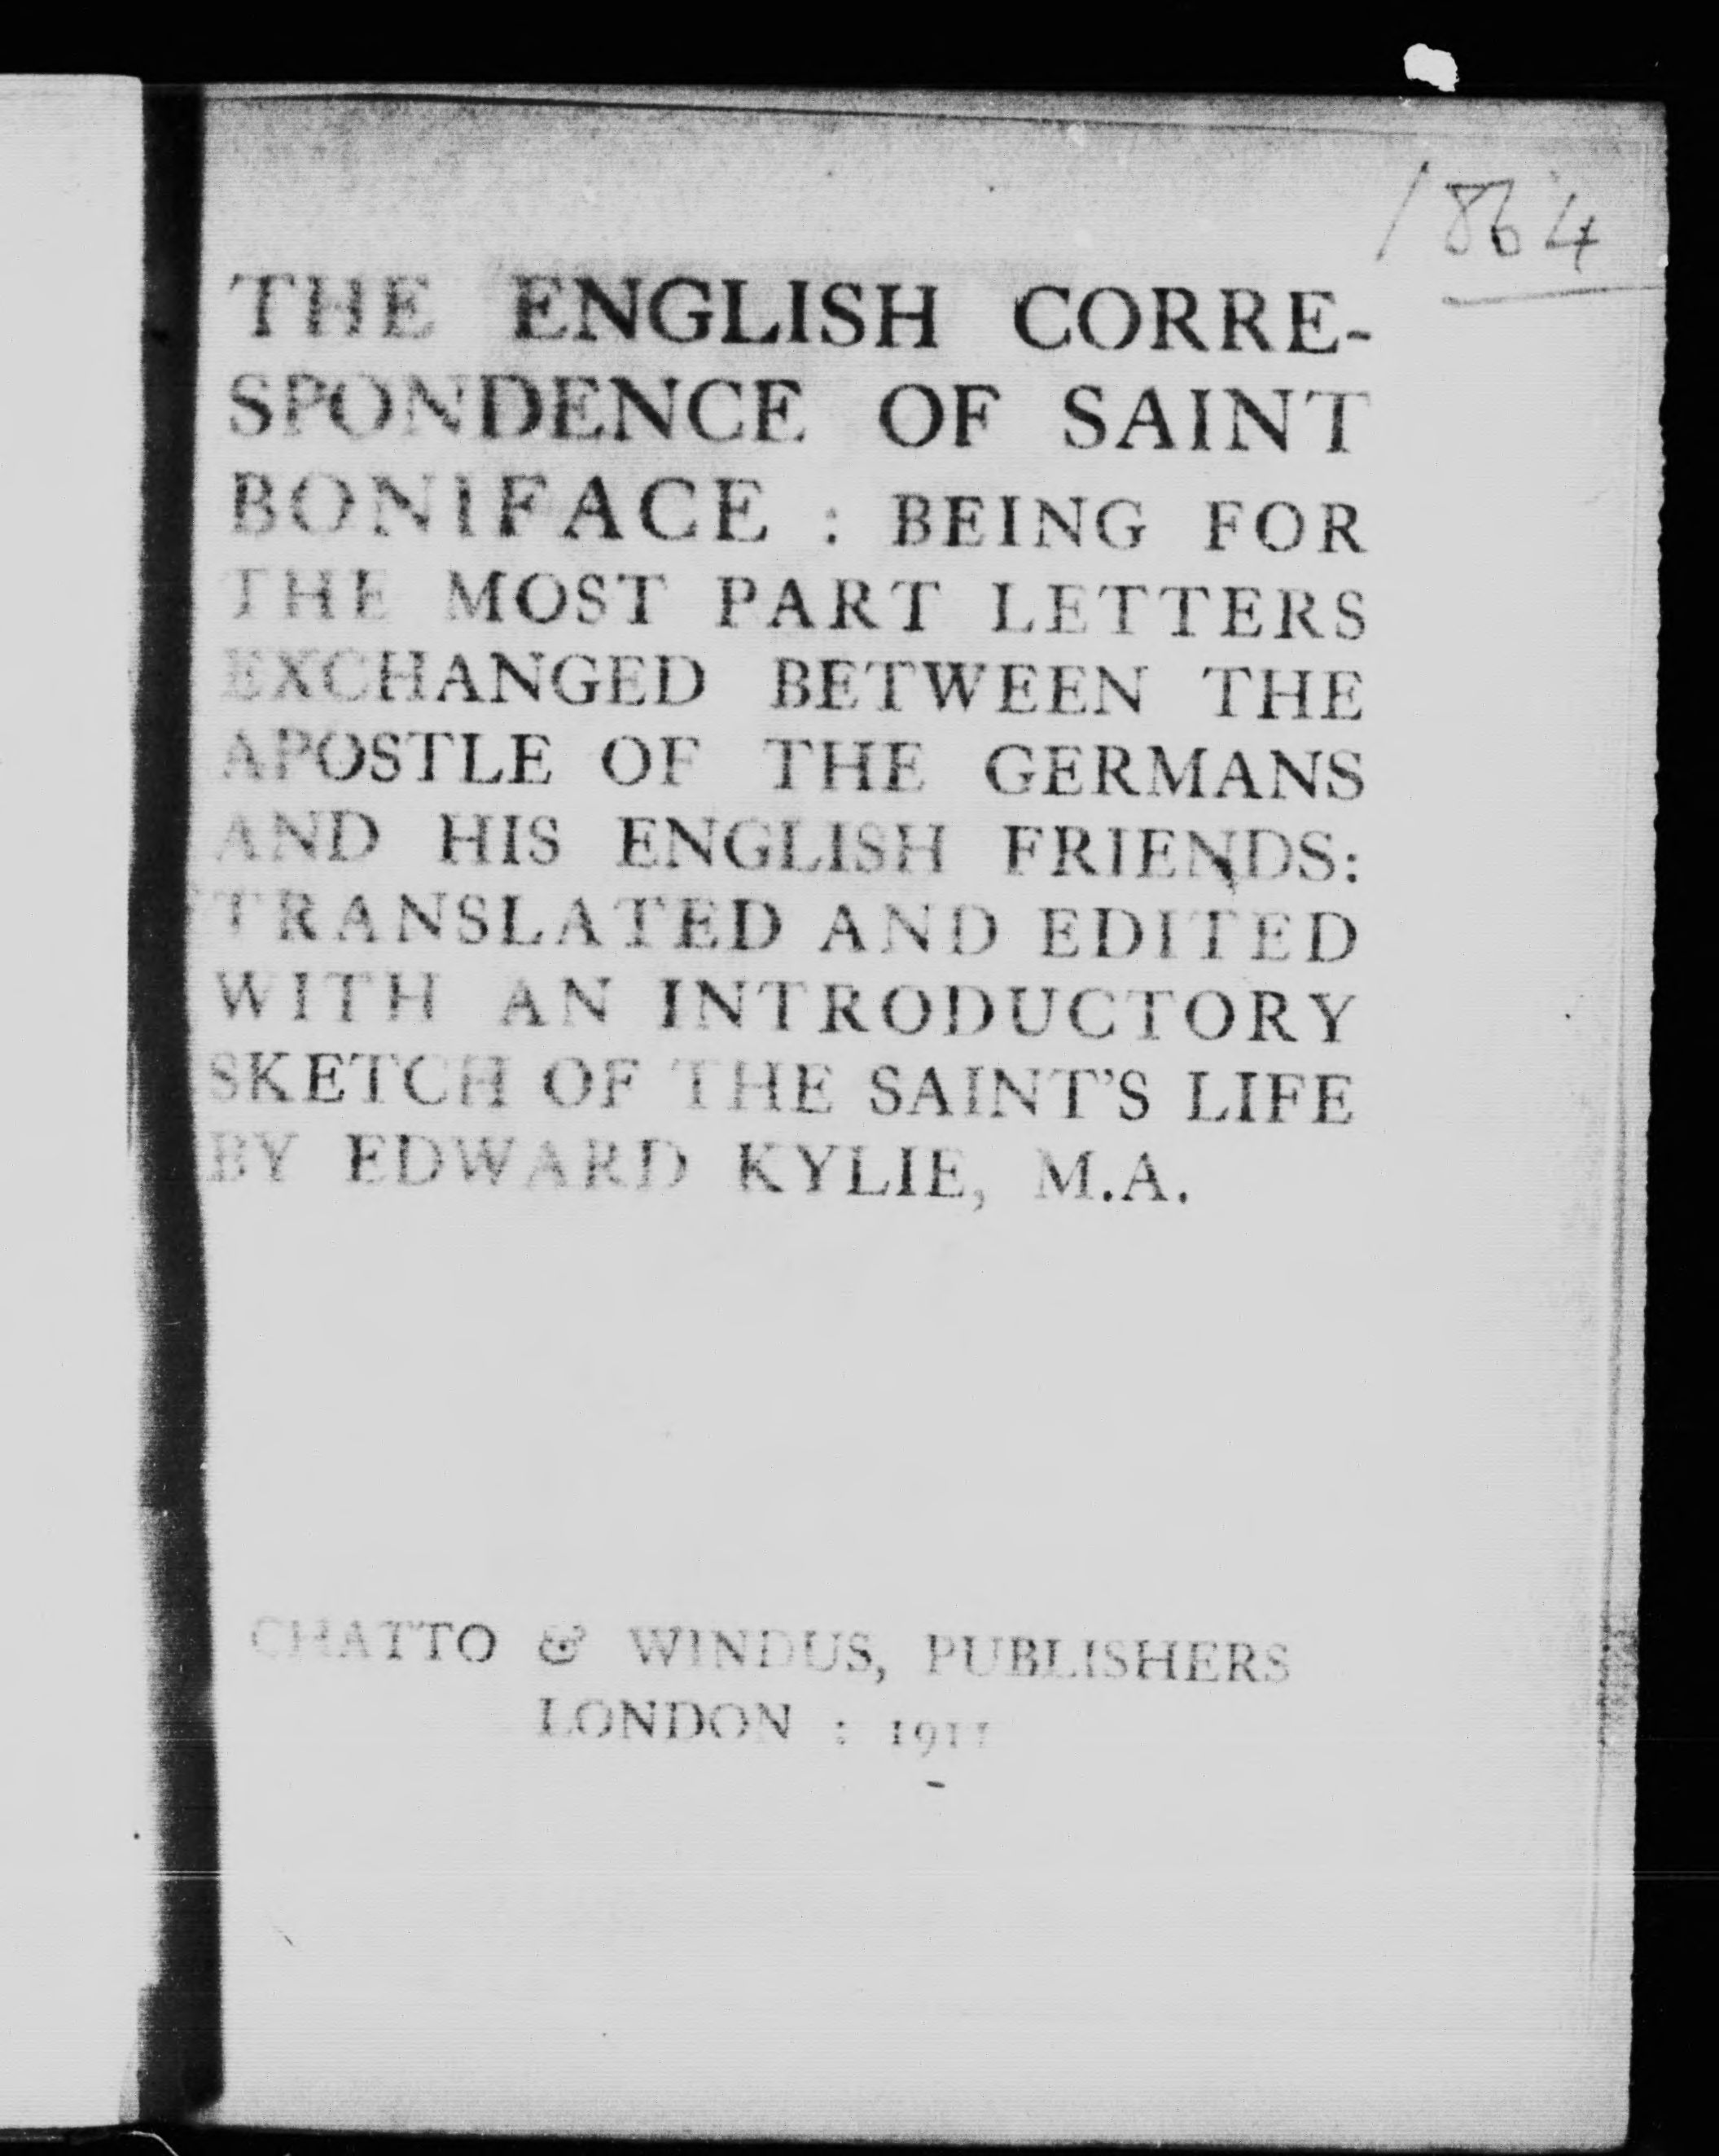 1864
THE ENGLISH CORRE-
SPONDENCE OF SAINT
BONIFACE : BEING FOR
THE MOST PART LETTERS
EXCHANGED BETWEEN THE
APOSTLE OF THE GERMANS
AND HIS ENGLISH FRIENDS:
TRANSLATED AND EDITED
WITH AN INTRODUCTORY
SKETCH OF THE SAINT'S LIFE
BY EDWARD KYLIE, M.A.
CHATTO & WINDUS, PUBLISHERS
LONDON : 1911